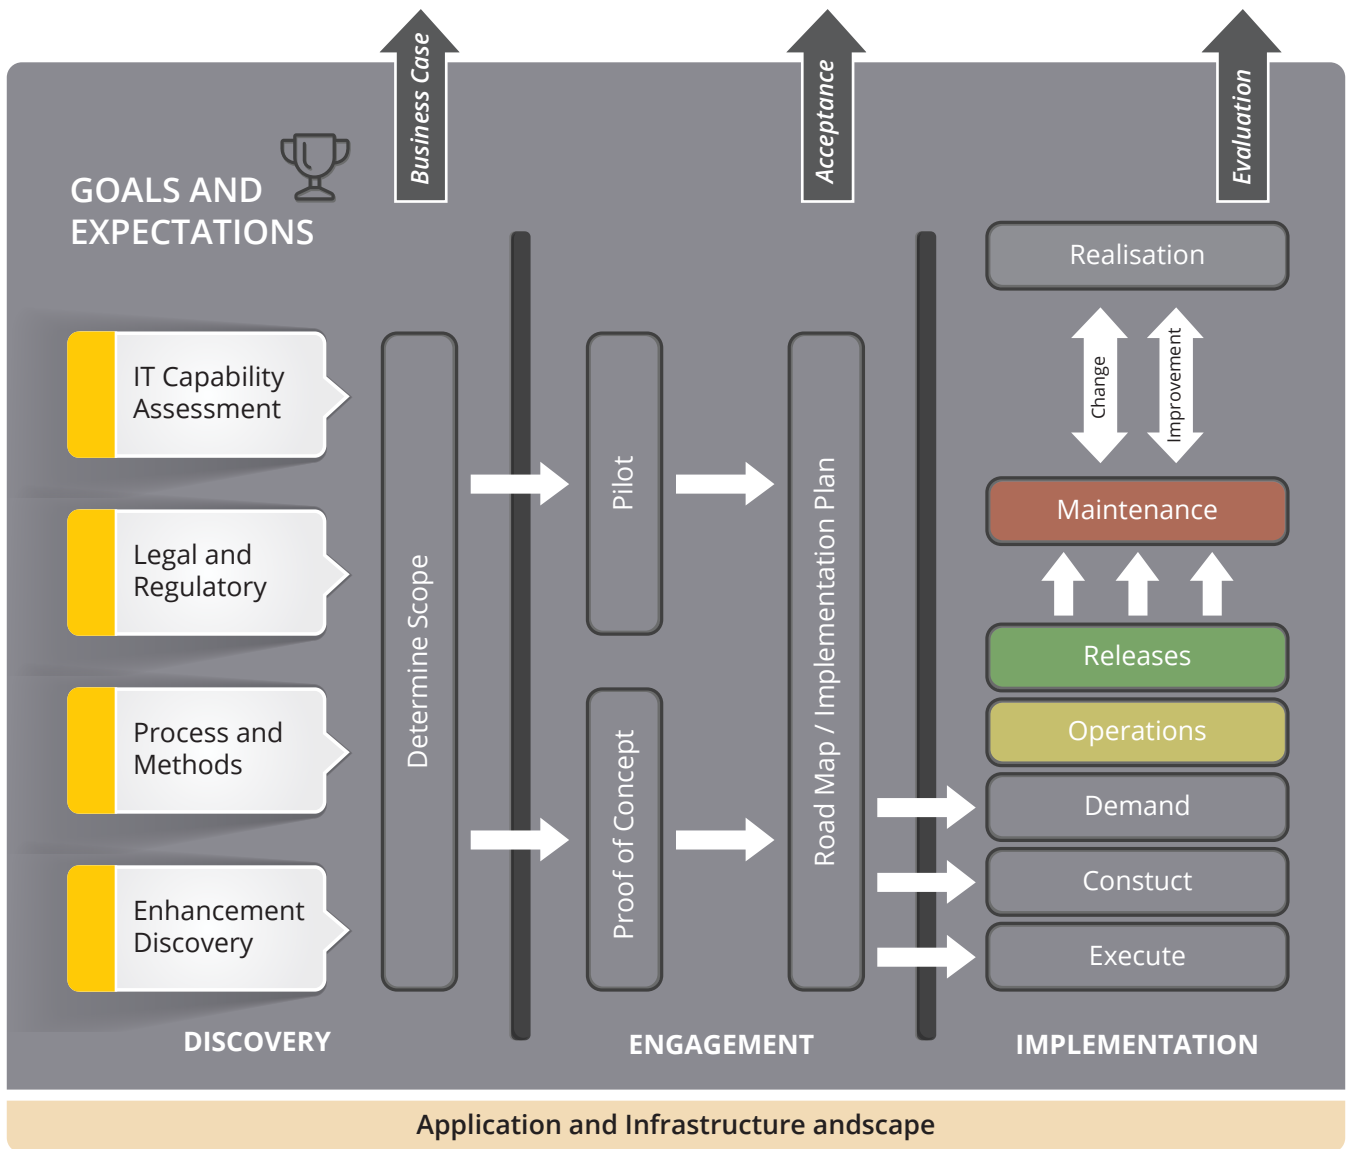 Business Case
Acceptance
Evaluation
GOALS AND
EXPECTATIONS
IT Capability
Assessment
Legal and
Regulatory
Process and
Methods
Enhancement
Discovery
Determine Scope
DISCOVERY
Pilot
Proof of Concept
Road Map / Implementation Plan
ENGAGEMENT
Realisation
Change
Improvement
Maintenance
Releases
Operations
Demand
Constuct
Execute
IMPLEMENTATION
Application and Infrastructure andscape